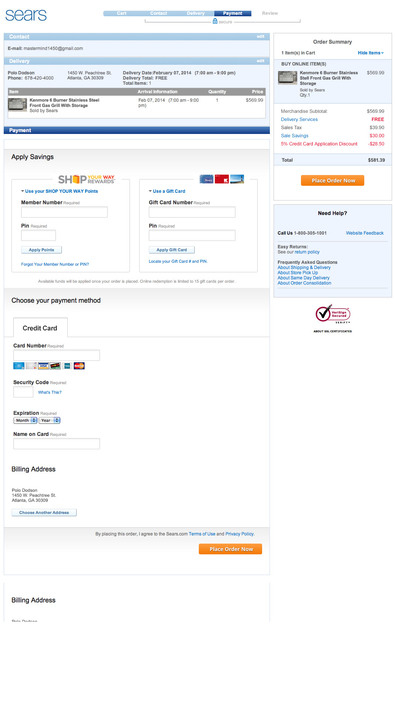 sears
Cart Contact Delivery Payment Review
secure
Contact edit
E-mail: mastermind1450@gmail.com
Delivery edit
Polo Dodson
Phone: 678-420-4000
1450 W. Peachtree St.
Atlanta, GA 30309
Delivery Date:February 07, 2014 (7:00 am - 9:00 pm)
Delivery Total: FREE
Total Items: 1
Item Arrival Information Quantity Price
Kenmore 6 Burner Stainless Steel
Front Gas Grill With Storage
Sold by Sears
Feb 07, 2014 (7:00 am - 9:00
pm)
1
$569.99
Payment
Apply Savings
SHOP YOUR WAY
REWARDS
Use your SHOP YOUR WAY Points
Member Number Required
Pin Required
Apply Points
Forgot Your Member Number or PIN?
Use a Gift Card
Gift Card Number Required
Pin Required
Apply Gift Card
Locate your Gift Card # and PIN
Available funds will be applied once your order is placed. Online redemption is limited to 15 gift cards, per order.
Choose your payment method
Credit Card
Card Number Required
Security Code Required
What's This?
Expiration Required
Month Year
Name on Card Required
Billing Address
Polo Dodson
1450 W. Peachtree St.
Atlanta, GA 30309
Choose Another Address
By placing this order, I agree to the Sears.com Terms of Use and Privacy Policy.
Place Order Now
Billing Address
Order Summary
1 Item(s) in Cart Hide Items
BUY ONLINE ITEM(S)
Kenmore 6 Burner Stainless
Steel Front Gas Grill With
Storage
Sold by Sears
Qty.1
$569.99
Merchandise Subtotal: $569.99
Delivery Services FREE
Sales Tax $39.90
Sale Savings $30.00
5% Credit Card Application Discount -$28.50
Total $581.39
Place Order Now
Need Help?
Call Us 1-800-305-1001 Website Feedback
Easy Returns:
See our return policy
Frequently Asked Questions
About Shipping & Delivery
About Store Pick Up
About Same Day Delivery
About Order Consolidation
VeriSign
Secured
ABOUT SSL CERTIFICATES